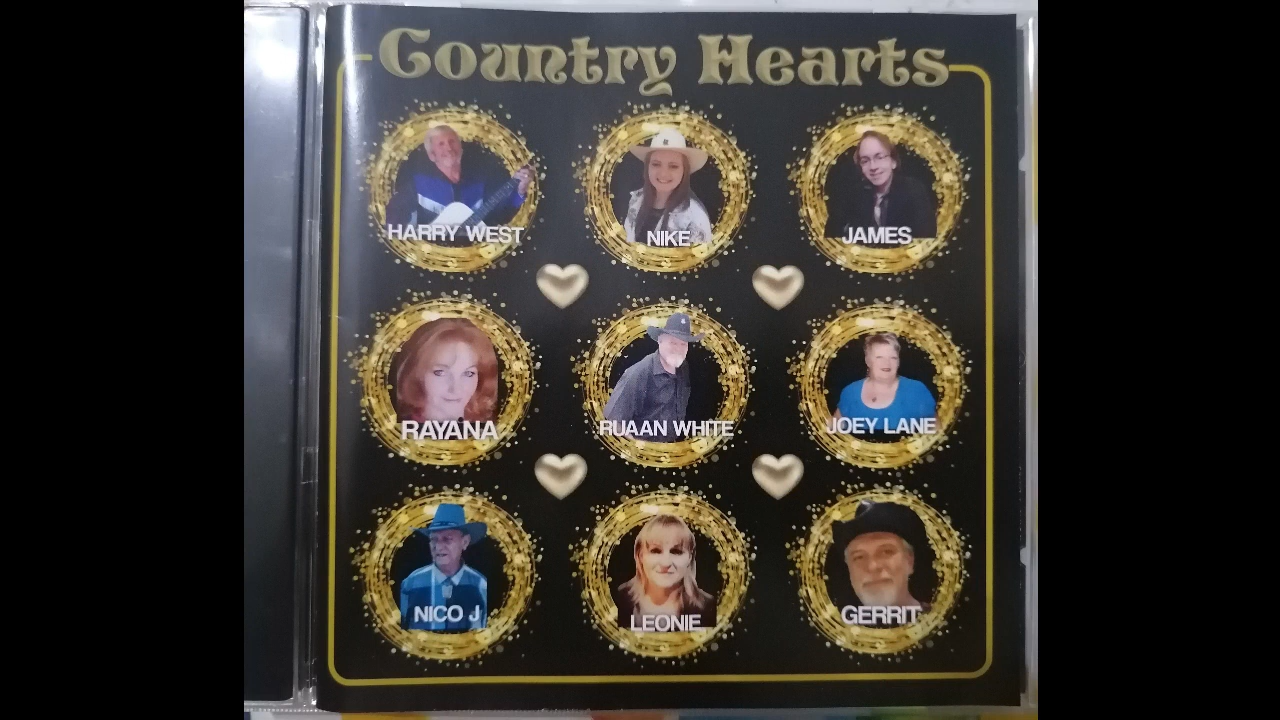 Country Hearts
HARRY WEST
NIKE
JAMES
RAYANA
RUAAN WHITE
JOEY LANE
NICO J
LEONIE
GERRIT